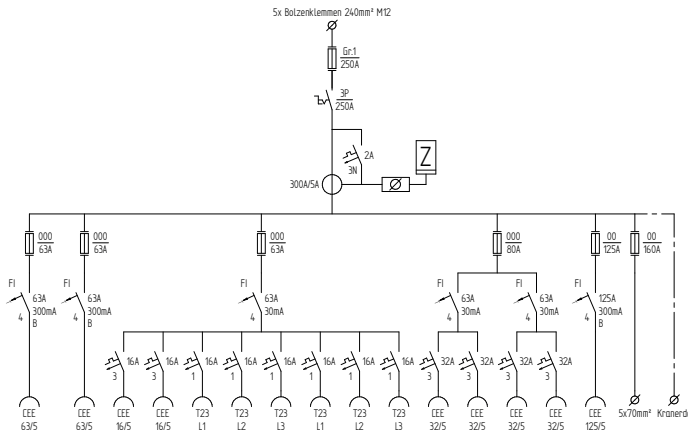 5x Bolzenklemmen 240mm² M12
Gr.1
250A
3P
250A
2A
3N
300A/5A
Z
000
63A
000
63A
000
63A
000
80A
00
125A
00
160A
FI
63A
300mA
4
B
FI
63A
300mA
4
B
FI
63A
30mA
4
FI
63A
30mA
4
FI
63A
30mA
4
FI
125A
300mA
4
B
16A
3
16A
3
16A
1
16A
1
16A
1
16A
1
16A
1
16A
1
32A
3
32A
3
32A
3
32A
3
CEE
63/5
CEE
63/5
CEE
16/5
CEE
16/5
T23
L1
T23
L2
T23
L3
T23
L1
T23
L2
T23
L3
CEE
32/5
CEE
32/5
CEE
32/5
CEE
32/5
CEE
125/5
5x70mm²